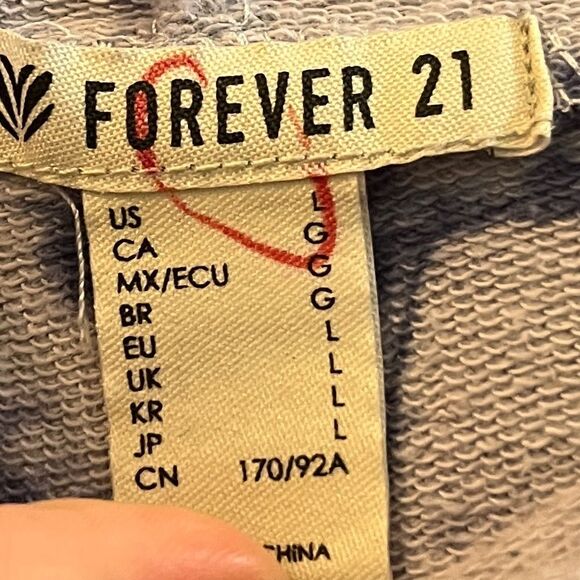 FOREVER 21
US L
CA G
MX/ECU G
BR G
EU L
UK L
KR L
JP L
CN 170/92A
CHINA